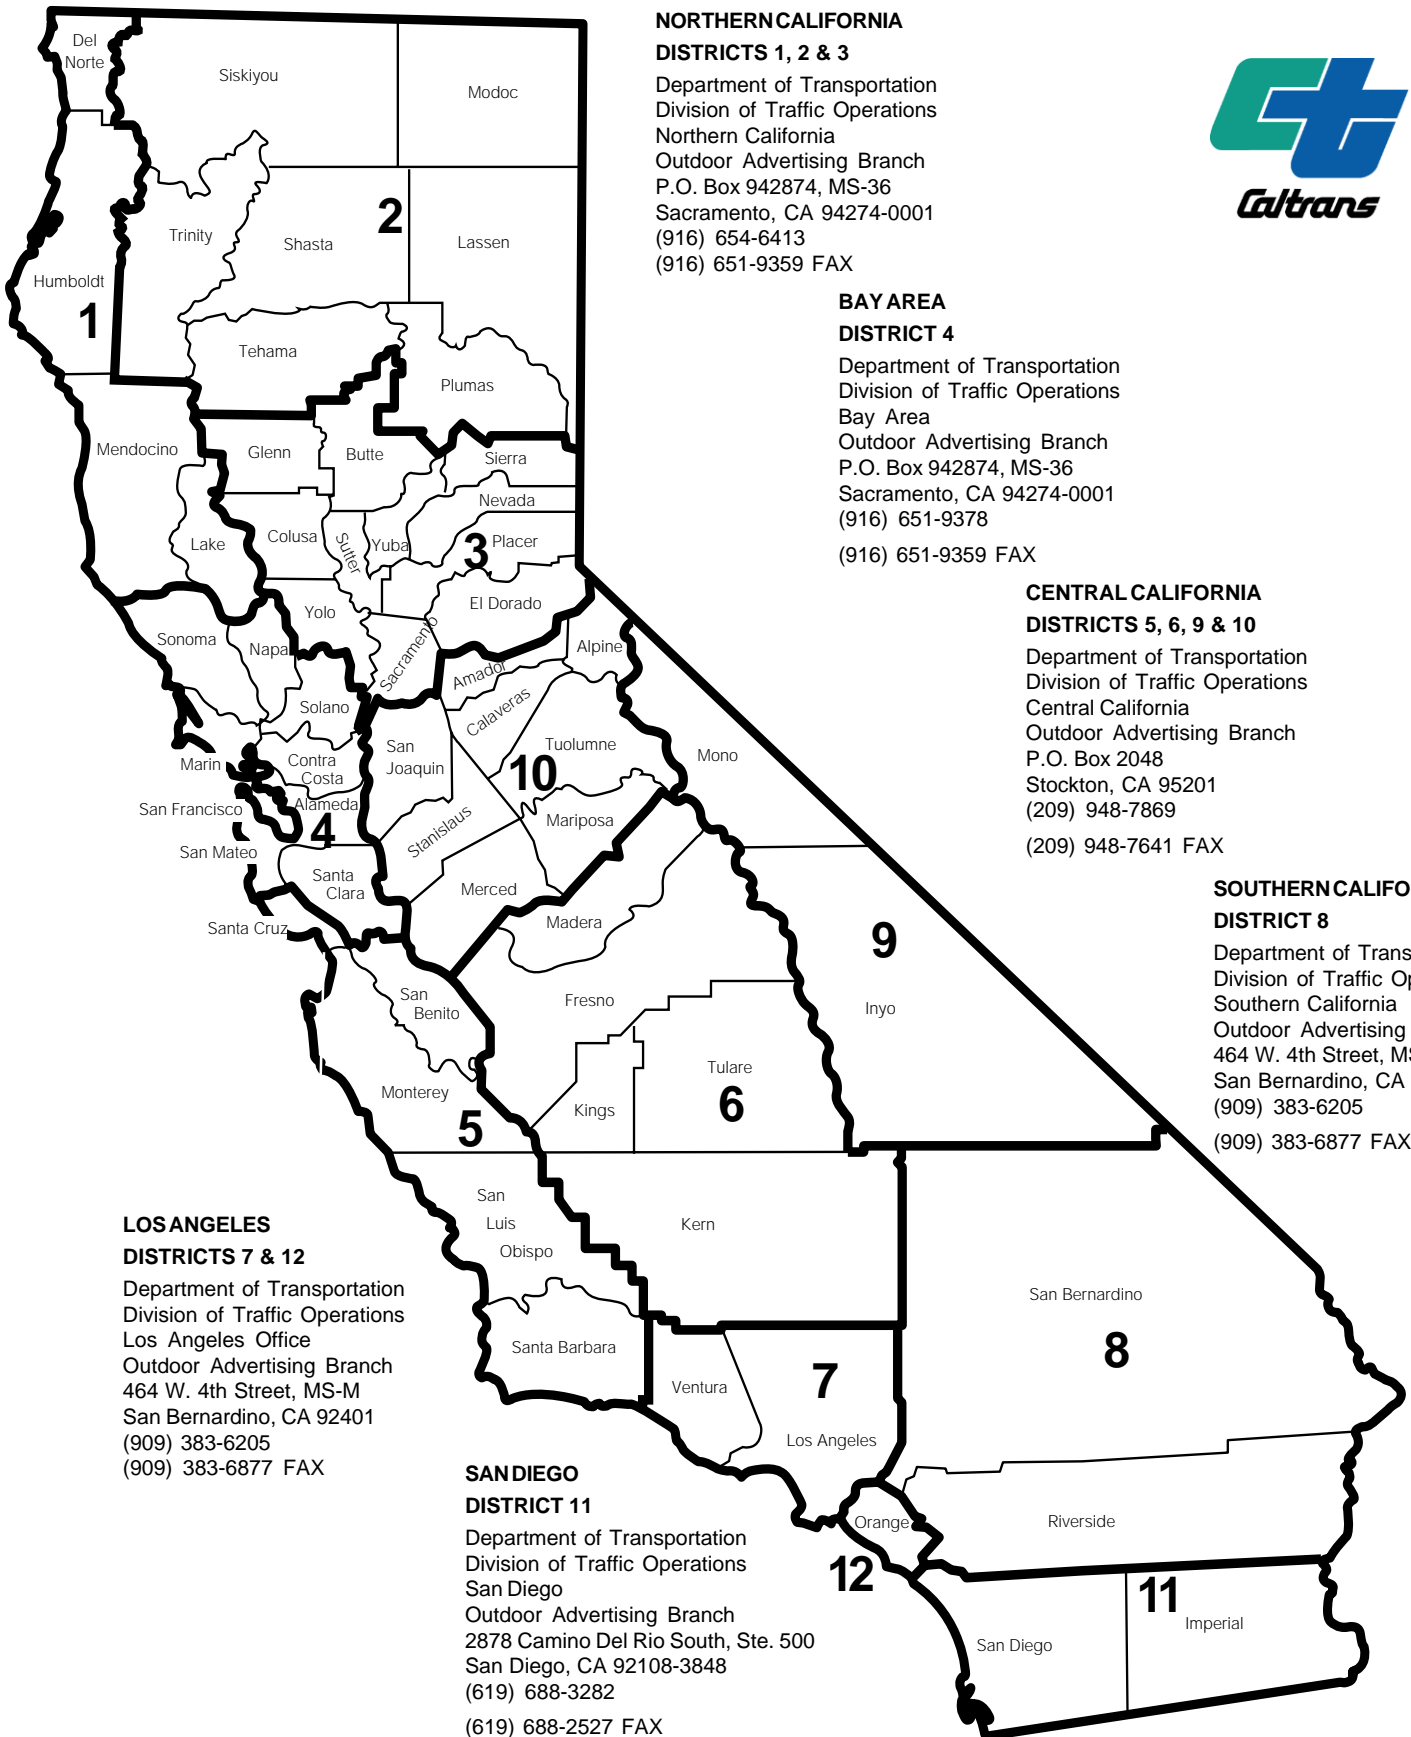 NORTHERN CALIFORNIA
DISTRICTS 1, 2 & 3
Department of Transportation
Division of Traffic Operations
Northern California
Outdoor Advertising Branch
P.O. Box 942874, MS-36
Sacramento, CA 94274-0001
(916) 654-6413
(916) 651-9359 FAX
Caltrans
BAY AREA
DISTRICT 4
Department of Transportation
Division of Traffic Operations
Bay Area
Outdoor Advertising Branch
P.O. Box 942874, MS-36
Sacramento, CA 94274-0001
(916) 651-9378
(916) 651-9359 FAX
CENTRAL CALIFORNIA
DISTRICTS 5, 6, 9 & 10
Department of Transportation
Division of Traffic Operations
Central California
Outdoor Advertising Branch
P.O. Box 2048
Stockton, CA 95201
(209) 948-7869
(209) 948-7641 FAX
SOUTHERN CALIFO
DISTRICT 8
Department of Trans
Division of Traffic Op
Southern California
Outdoor Advertising
464 W. 4th Street, MS
San Bernardino, CA
(909) 383-6205
(909) 383-6877 FAX
LOS ANGELES
DISTRICTS 7 & 12
Department of Transportation
Division of Traffic Operations
Los Angeles Office
Outdoor Advertising Branch
464 W. 4th Street, MS-M
San Bernardino, CA 92401
(909) 383-6205
(909) 383-6877 FAX
SAN DIEGO
DISTRICT 11
Department of Transportation
Division of Traffic Operations
San Diego
Outdoor Advertising Branch
2878 Camino Del Rio South, Ste. 500
San Diego, CA 92108-3848
(619) 688-3282
(619) 688-2527 FAX
Del
Norte
Siskiyou
Modoc
2
Trinity
Shasta
Lassen
Humboldt
1
Tehama
Plumas
Mendocino
Glenn
Butte
Sierra
Nevada
Lake
Colusa
Sutter
Yuba
3
Placer
Yolo
El Dorado
Sonoma
Napa
Sacramento
Alpine
Amador
Solano
Calaveras
Marin
Contra
Costa
San
Joaquin
10
Tuolumne
Mono
San Francisco
Alameda
4
Stanislaus
Mariposa
San Mateo
Santa
Clara
Merced
Santa Cruz
Madera
9
San
Benito
Fresno
Inyo
Monterey
5
Kings
Tulare
6
San
Luis
Obispo
Kern
San Bernardino
8
Santa Barbara
Ventura
7
Los Angeles
Orange
12
Riverside
11
San Diego
Imperial